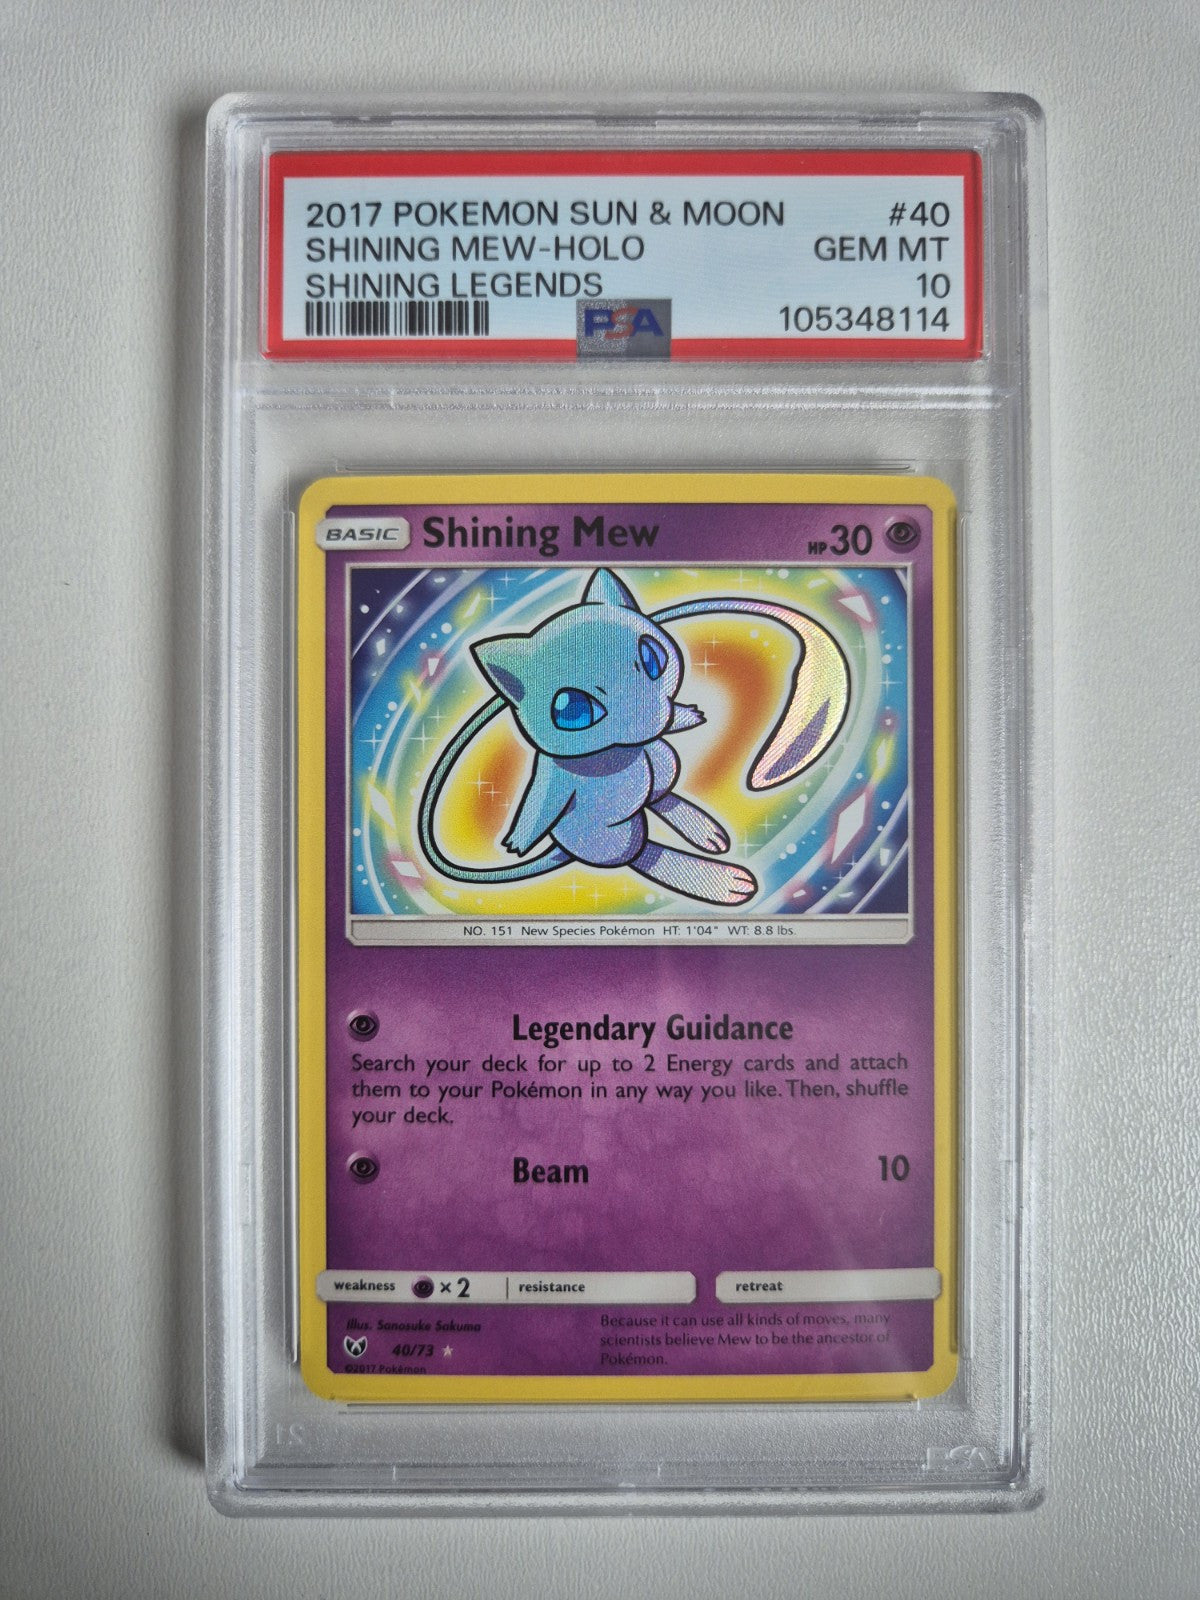 2017 POKEMON SUN & MOON #40
SHINING MEW-HOLO GEM MT
SHINING LEGENDS 10
PSA 105348114
BASIC Shining Mew HP 30
NO. 151 New Species Pokémon HT: 1'04" WT: 8.8 lbs.
Legendary Guidance
Search your deck for up to 2 Energy cards and attach
them to your Pokémon in any way you like. Then, shuffle
your deck.
Beam 10
weakness × 2 resistance retreat
Illus. Sanosuke Sakuma
40/73
©2017 Pokémon
Because it can use all kinds of moves, many
scientists believe Mew to be the ancestor of
Pokémon.